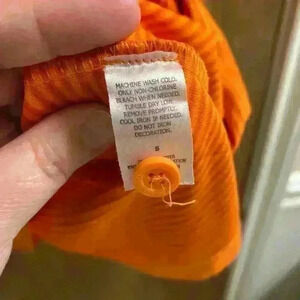 MACHINE WASH COLD.
ONLY NON-CHLORINE
BLEACH WHEN NEEDED.
TUMBLE DRY LOW.
REMOVE PROMPTLY.
COOL IRON IF NEEDED.
DO NOT IRON
DECORATION.
S